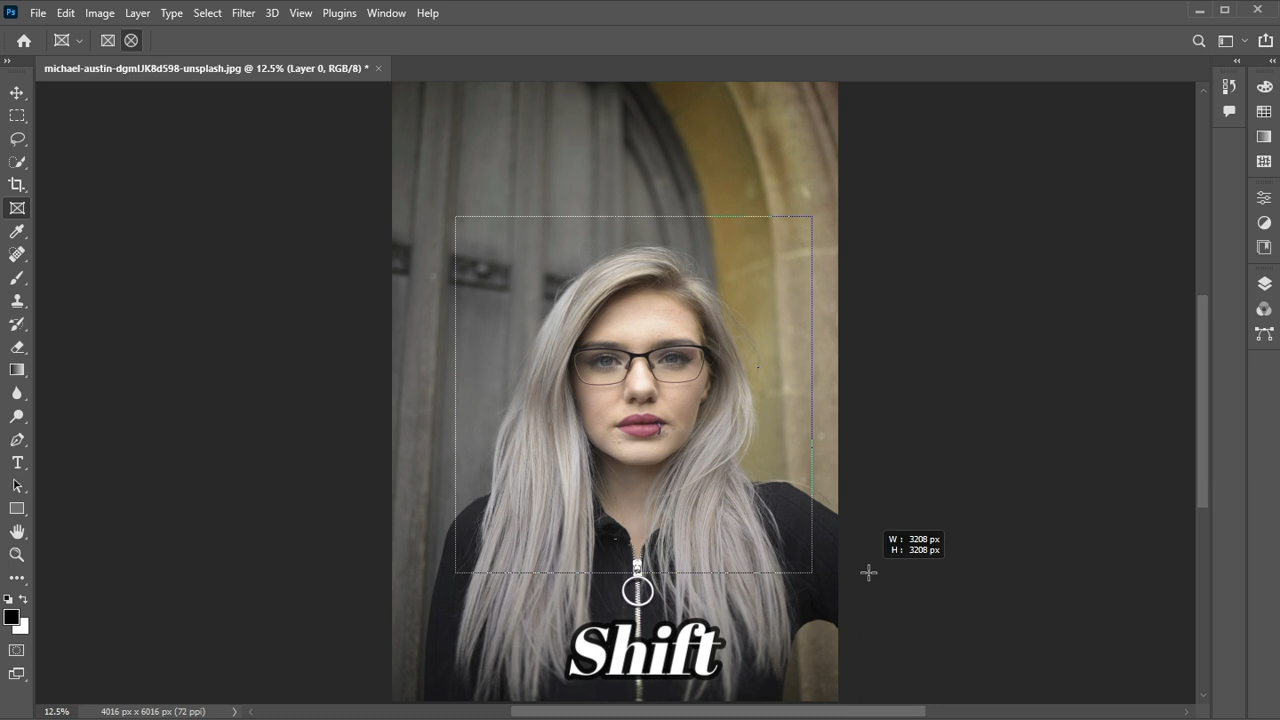 Ps File Edit Image Layer Type Select Filter 3D View Plugins Window Help
michael-austin-dgmIJK8d598-unsplash.jpg @ 12.5% (Layer 0, RGB/8) *
W : 3208 px
H : 3208 px
Shift
12.5% 4016 px x 6016 px (72 ppi)